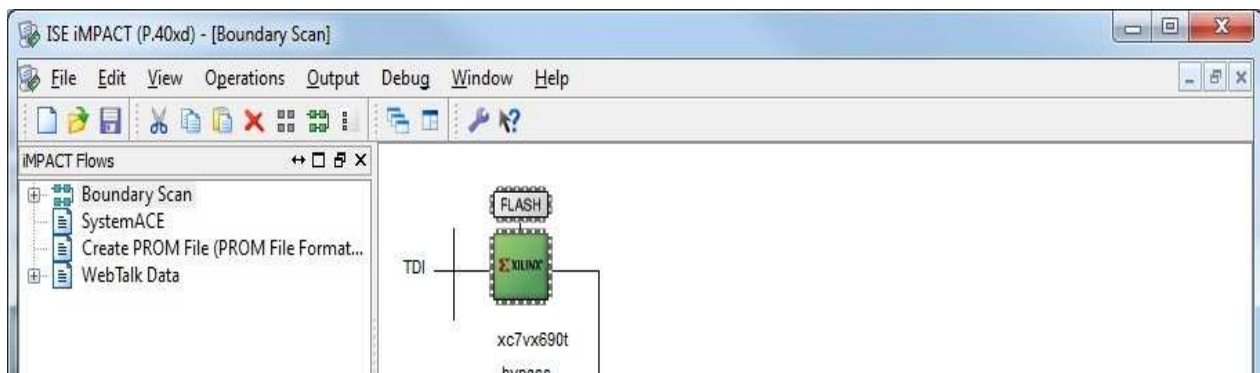 ISE iMPACT (P.40xd) - [Boundary Scan]
File Edit View Operations Output Debug Window Help
iMPACT Flows
Boundary Scan
SystemACE
Create PROM File (PROM File Format...
WebTalk Data
FLASH
TDI
XILINX
xc7vx690t
bypass